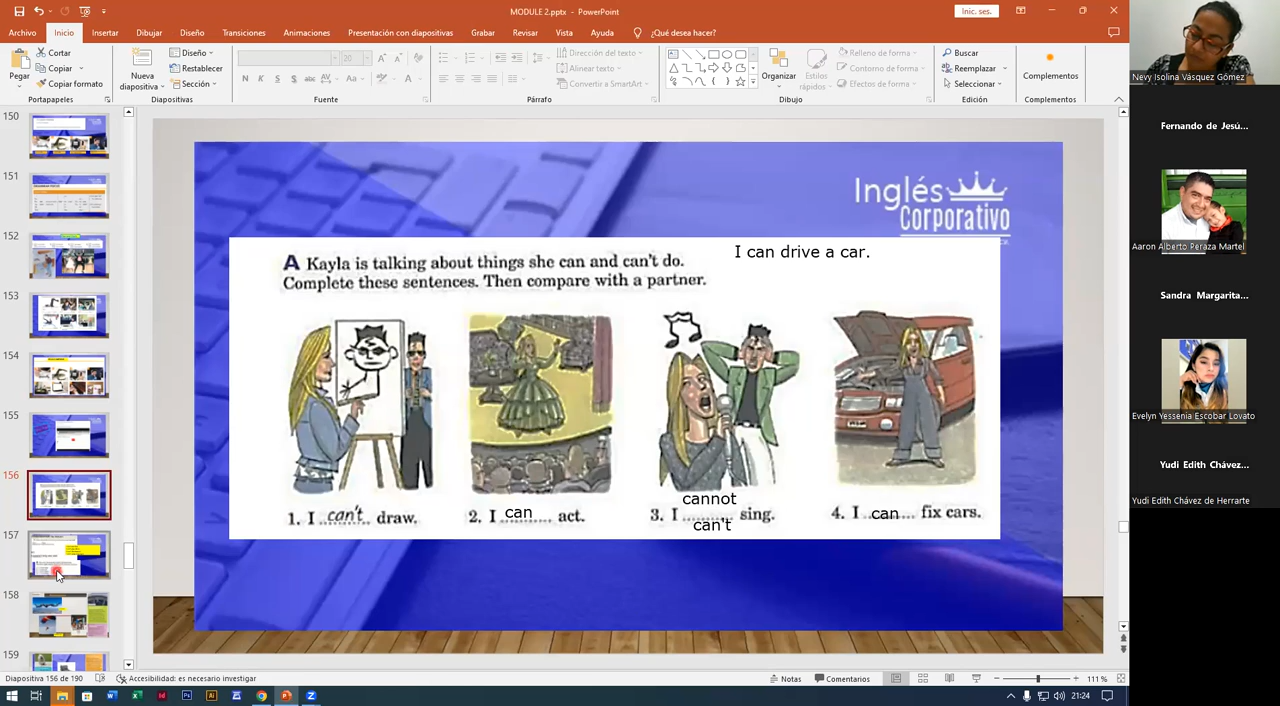 MODULE 2.pptx - PowerPoint
Inic. ses.
Archivo Inicio Insertar Dibujar Diseño Transiciones Animaciones Presentación con diapositivas Grabar Revisar Vista Ayuda ¿Qué desea hacer?
Pegar
Cortar
Copiar
Copiar formato
Nueva diapositiva
Diseño
Restablecer
Sección
20
N K S S abc AV Aa A
Dirección del texto
Alinear texto
Convertir a SmartArt
Organizar
Estilos rápidos
Relleno de forma
Contorno de forma
Efectos de forma
Buscar
Reemplazar
Seleccionar
Complementos
Portapapeles Diapositivas Fuente Párrafo Dibujo Edición Complementos
150
151
152
153
154
155
156
157
158
159
Inglés
Corporativo
I can drive a car.
A Kayla is talking about things she can and can't do.
Complete these sentences. Then compare with a partner.
1. I can't draw.
2. I can act.
cannot
3. I ............ sing.
can't
4. I can fix cars.
Nevy Isolina Vásquez Gómez
Fernando de Jesú...
Aaron Alberto Peraza Martel
Sandra Margarita...
Evelyn Yessenia Escobar Lovato
Yudi Edith Chávez...
Yudi Edith Chávez de Herrarte
Diapositiva 156 de 190
Accesibilidad: es necesario investigar
Notas
Comentarios
111 %
21:24